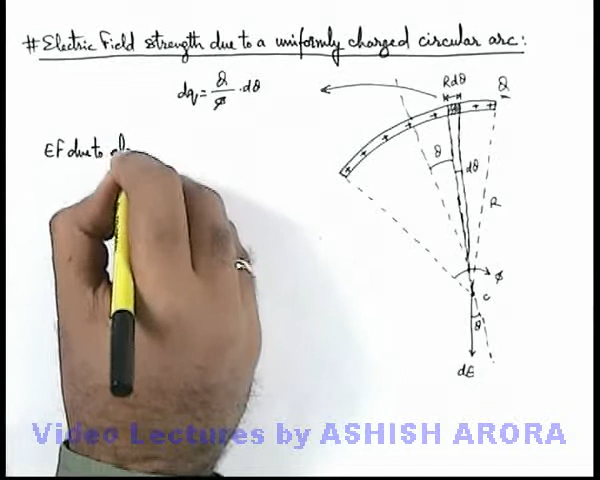 # Electric Field strength due to a uniformly charged circular arc:
dq = Q/φ · dθ
Rdθ
Q
EF due to
θ
dθ
R
φ
C
θ
dE
Video Lectures by ASHISH ARORA